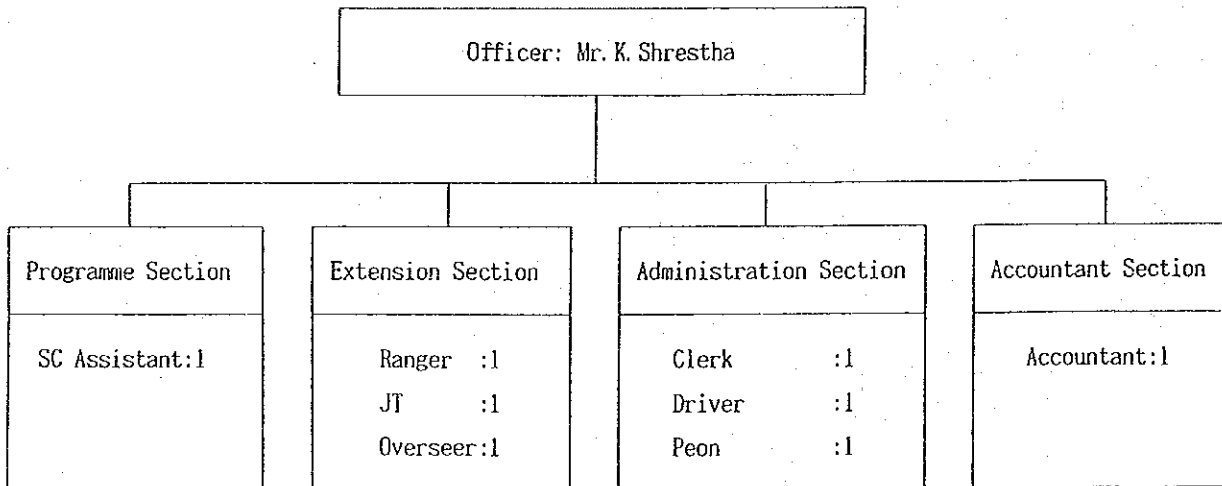 Officer: Mr. K. Shrestha
Programme Section
SC Assistant:1
Extension Section
Ranger :1
JT :1
Overseer:1
Administration Section
Clerk :1
Driver :1
Peon :1
Accountant Section
Accountant:1